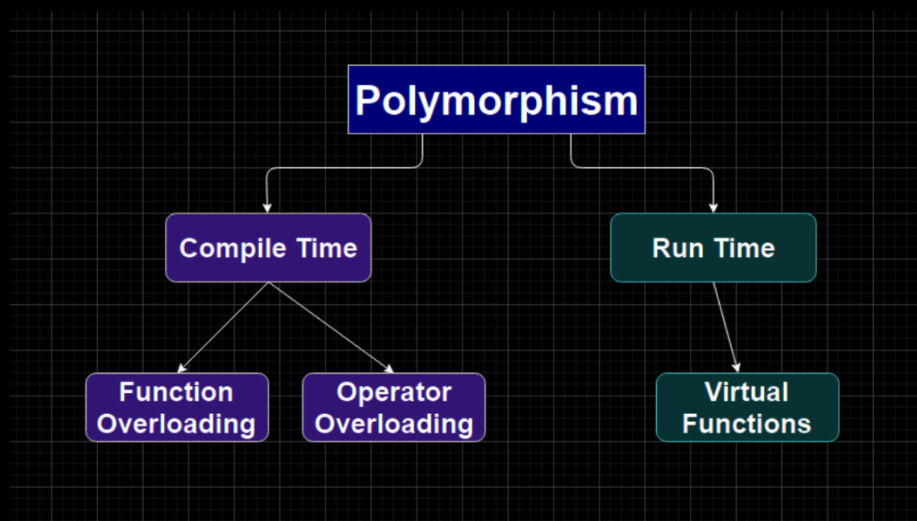 Polymorphism
Compile Time
Run Time
Function
Overloading
Operator
Overloading
Virtual
Functions